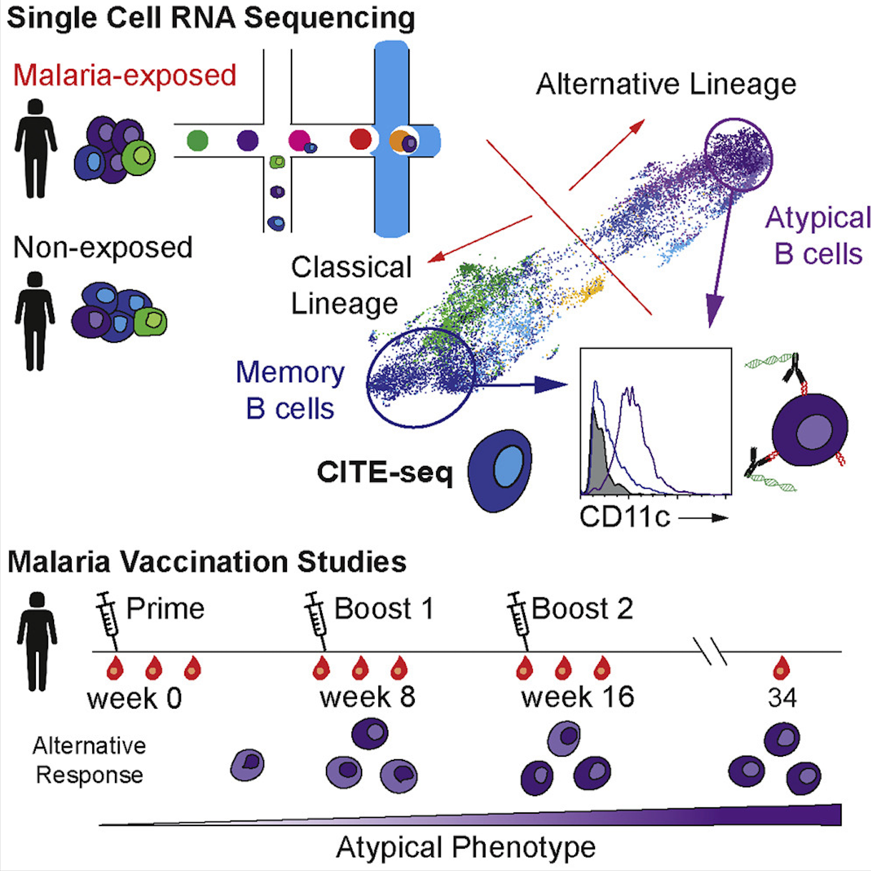 Single Cell RNA Sequencing
Malaria-exposed
Non-exposed
Alternative Lineage
Classical
Lineage
Atypical
B cells
Memory
B cells
CITE-seq
CD11c
Malaria Vaccination Studies
Prime
Boost 1
Boost 2
week 0
week 8
week 16
34
Alternative
Response
Atypical Phenotype